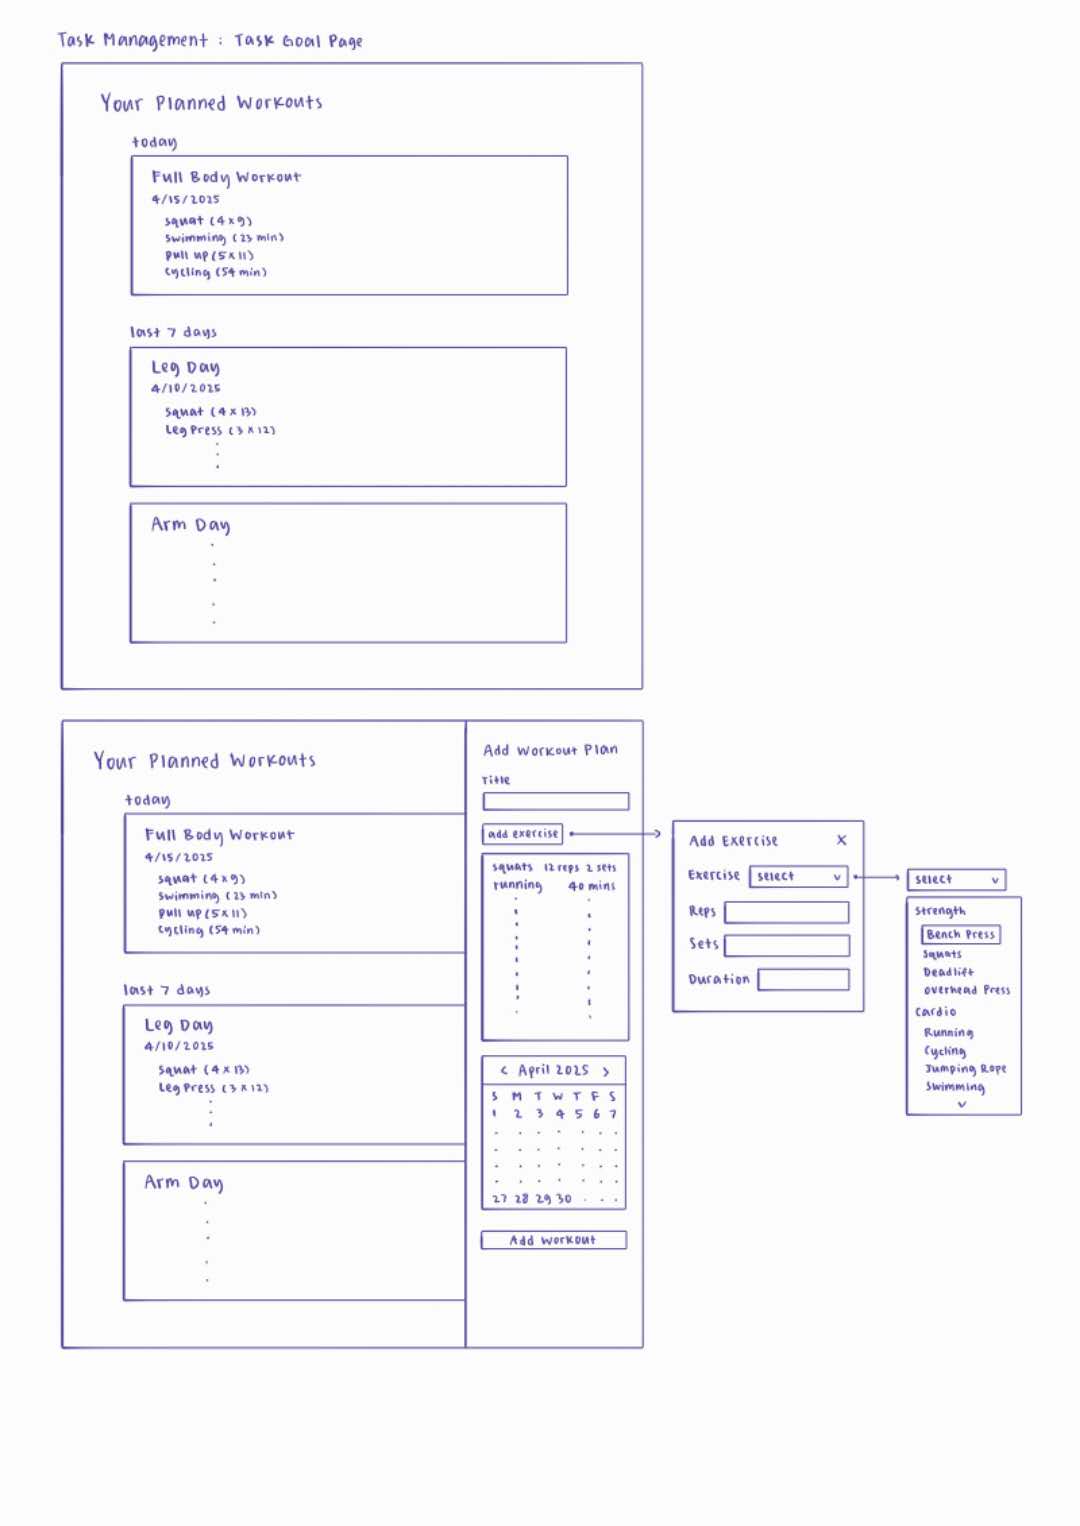 Task Management : Task Goal Page
Your Planned Workouts
today
Full Body Workout
4/15/2025
squat (4 x 9)
Swimming (23 min)
pull up (5 x 11)
Cycling (54 min)
last 7 days
Leg Day
4/10/2025
Squat (4 x 13)
Leg Press (3 x 12)
Arm Day
Your Planned Workouts
today
Full Body Workout
4/15/2025
squat (4 x 9)
Swimming (23 min)
pull up (5 x 11)
Cycling (54 min)
last 7 days
Leg Day
4/10/2025
Squat (4 x 13)
Leg Press (3 x 12)
Arm Day
Add Workout Plan
Title
add exercise
squats 12 reps 2 sets
running 40 mins
< April 2025 >
S M T W T F S
1 2 3 4 5 6 7
27 28 29 30
Add Workout
Add Exercise X
Exercise select v
Reps
Sets
Duration
select v
Strength
Bench Press
Squats
Deadlift
overhead Press
Cardio
Running
Cycling
Jumping Rope
Swimming
v